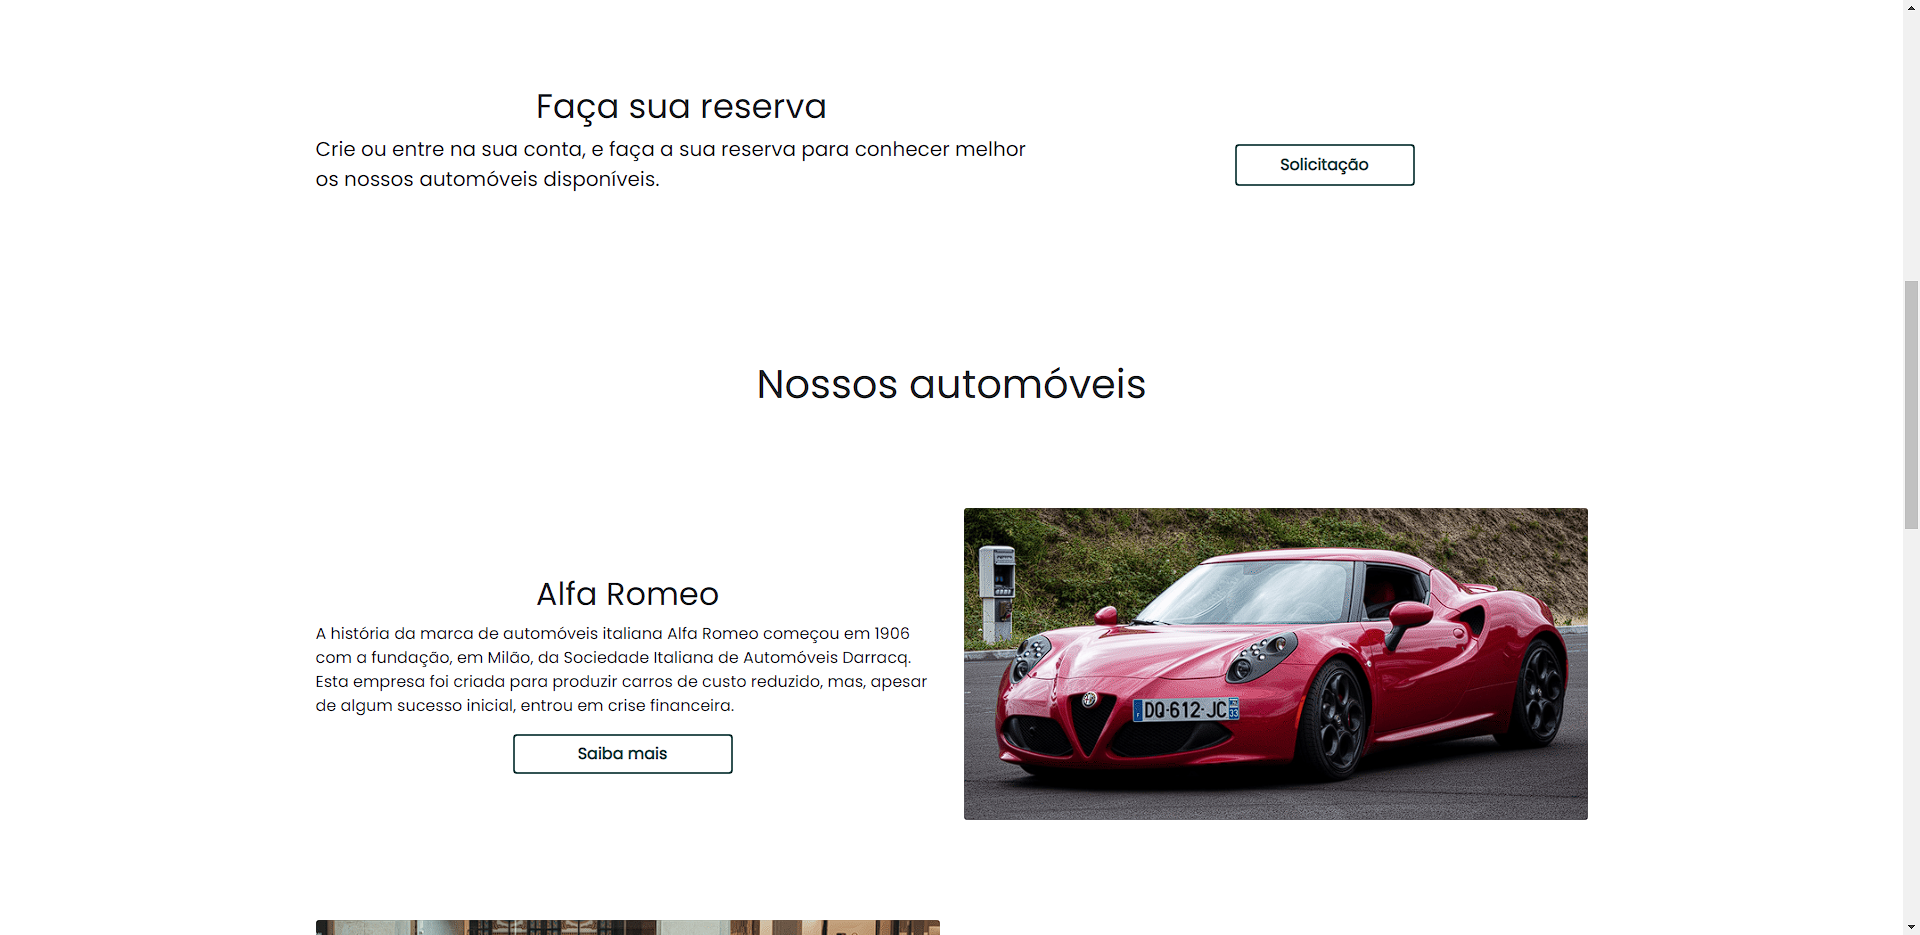 Faça sua reserva
Crie ou entre na sua conta, e faça a sua reserva para conhecer melhor
os nossos automóveis disponíveis.
Solicitação
Nossos automóveis
Alfa Romeo
A história da marca de automóveis italiana Alfa Romeo começou em 1906
com a fundação, em Milão, da Sociedade Italiana de Automóveis Darracq.
Esta empresa foi criada para produzir carros de custo reduzido, mas, apesar
de algum sucesso inicial, entrou em crise financeira.
Saiba mais
DQ-612-JC
33